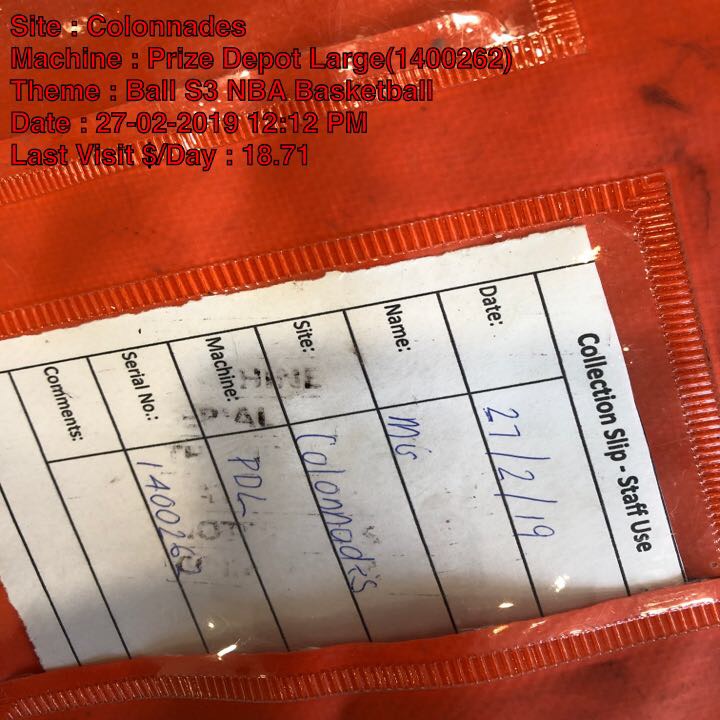 Site : Colonnades
Machine : Prize Depot Large(1400262)
Theme : Ball S3 NBA Basketball
Date : 27-02-2019 12:12 PM
Last Visit $/Day : 18.71
Collection Slip - Staff Use
Date: 27/2/19
Name: MG
Site: Colonnades
Machine: PDL
Serial No.: 1400262
Comments: